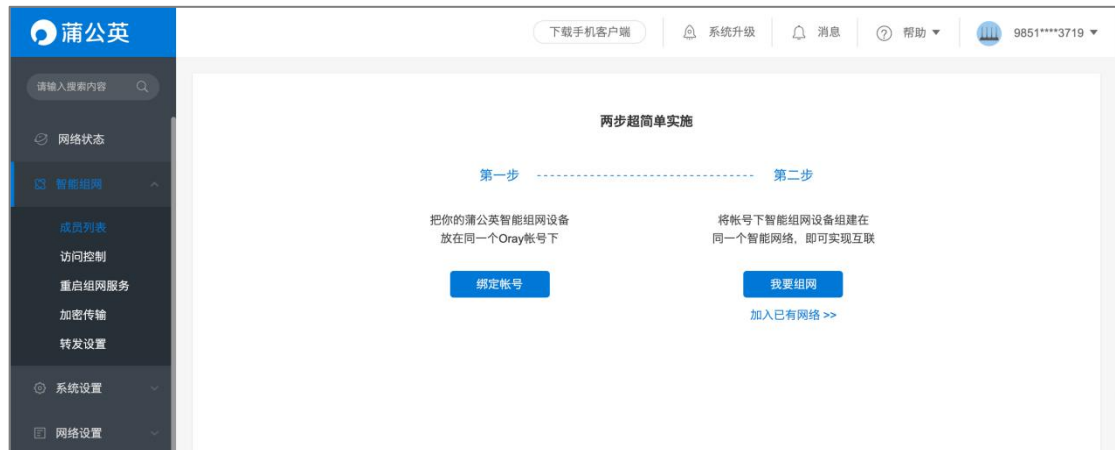 蒲公英
下载手机客户端
系统升级
消息
帮助
9851****3719
请输入搜索内容
网络状态
智能组网
成员列表
访问控制
重启组网服务
加密传输
转发设置
系统设置
网络设置
两步超简单实施
第一步
第二步
把你的蒲公英智能组网设备
放在同一个Oray帐号下
将帐号下智能组网设备组建在
同一个智能网络，即可实现互联
绑定帐号
我要组网
加入已有网络 >>